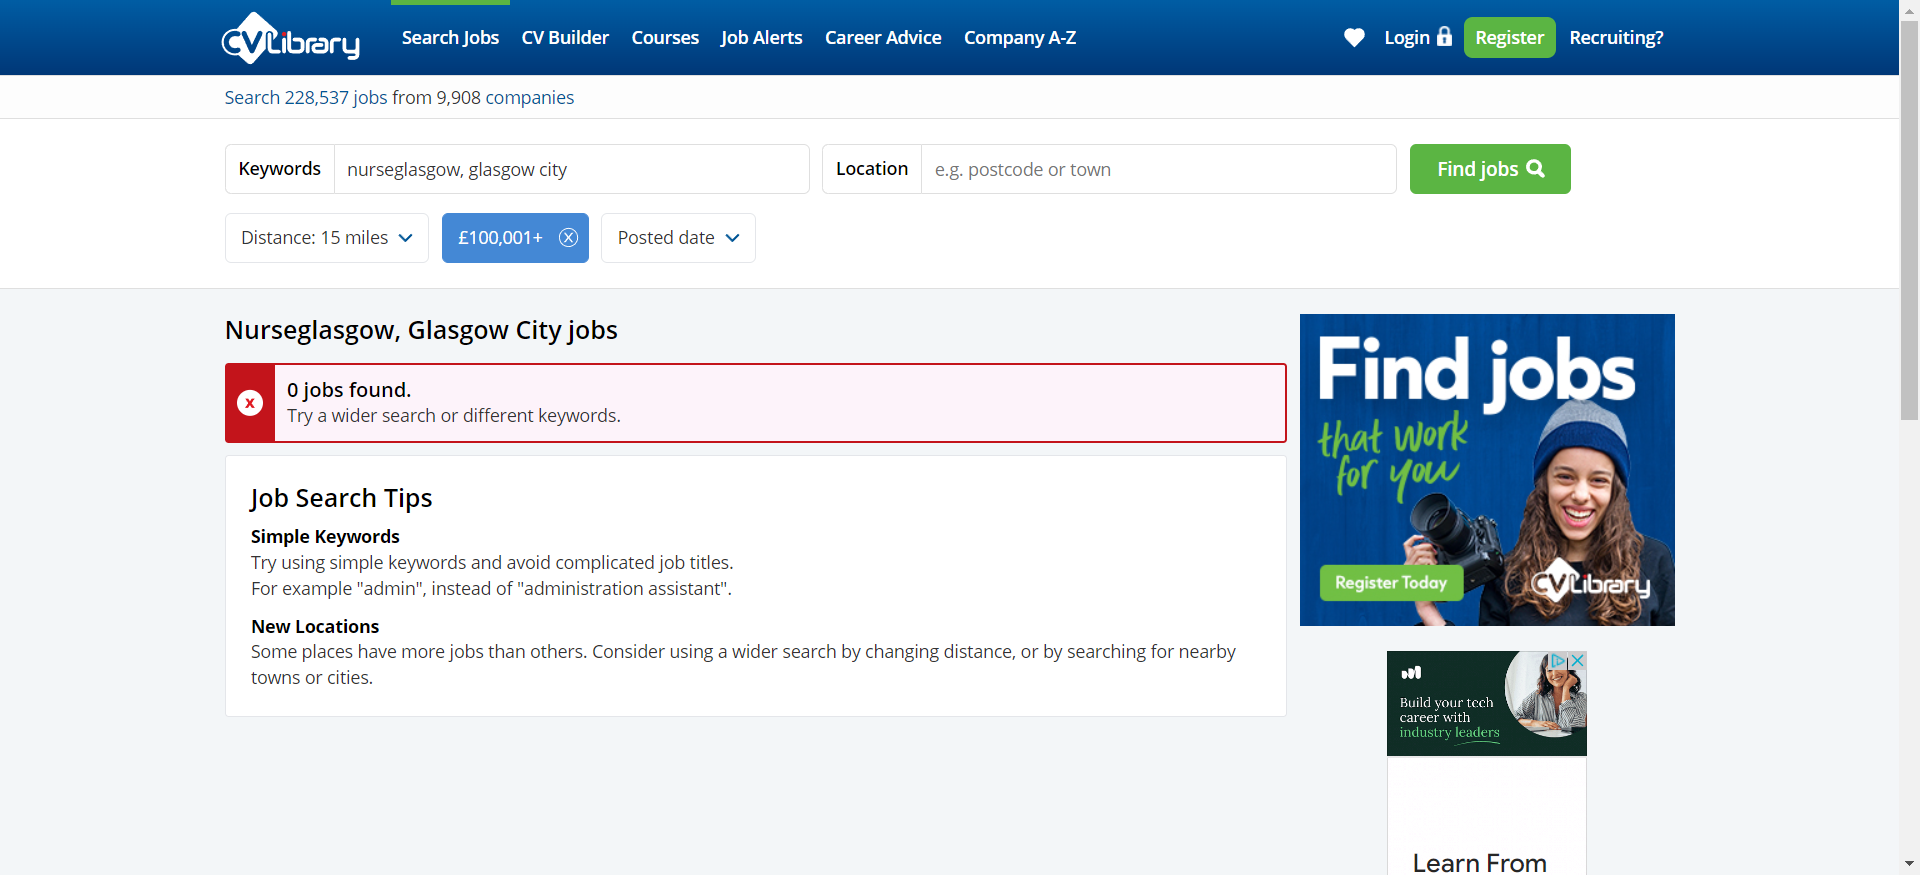 CVLibrary
Search Jobs
CV Builder
Courses
Job Alerts
Career Advice
Company A-Z
Login
Register
Recruiting?
Search 228,537 jobs from 9,908 companies
Keywords
nurseglasgow, glasgow city
Location
e.g. postcode or town
Find jobs
Distance: 15 miles
£100,001+
Posted date
Nurseglasgow, Glasgow City jobs
0 jobs found.
Try a wider search or different keywords.
Job Search Tips
Simple Keywords
Try using simple keywords and avoid complicated job titles.
For example "admin", instead of "administration assistant".
New Locations
Some places have more jobs than others. Consider using a wider search by changing distance, or by searching for nearby
towns or cities.
Find jobs
that work
for you
Register Today
CVLibrary
Build your tech
career with
industry leaders
Learn From